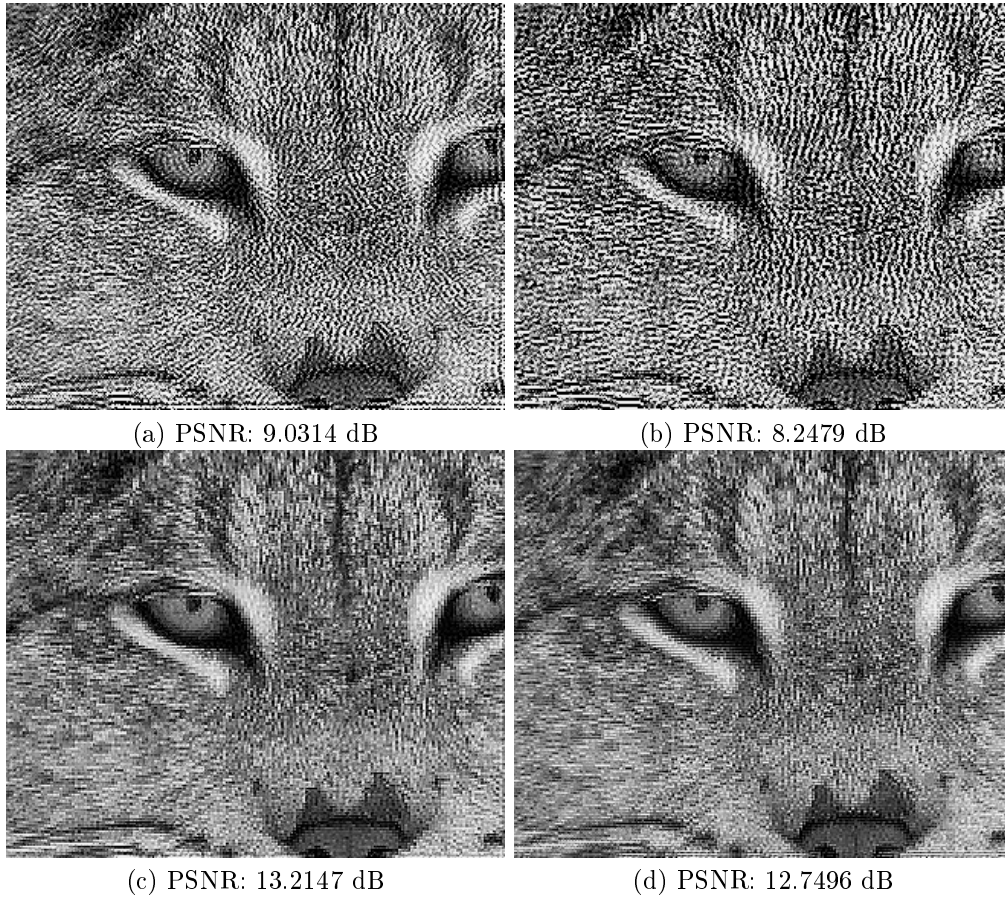 (a) PSNR: 9.0314 dB
(b) PSNR: 8.2479 dB
(c) PSNR: 13.2147 dB
(d) PSNR: 12.7496 dB